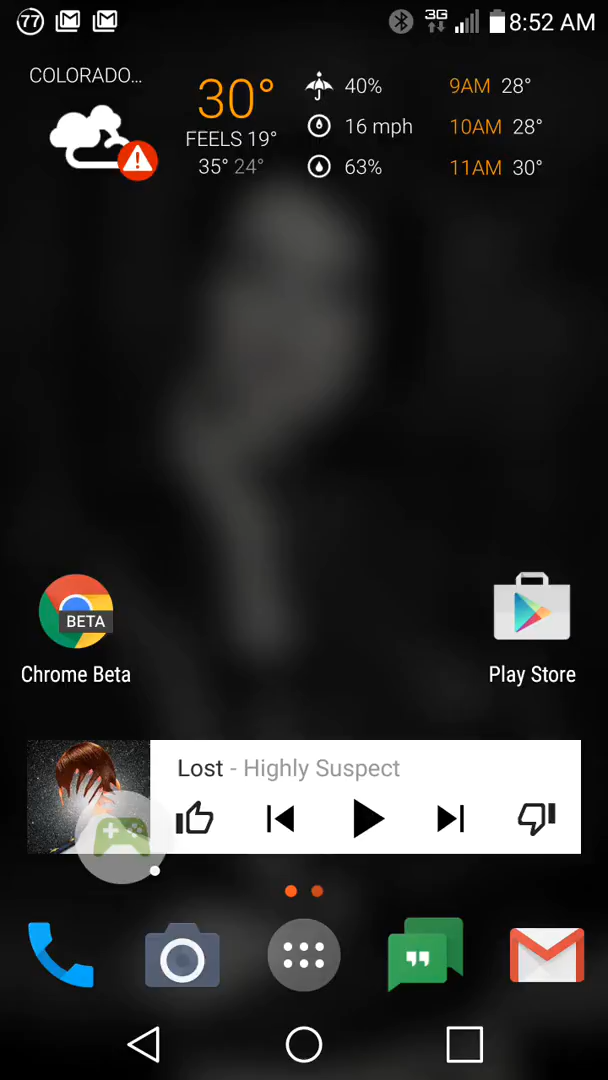 77 3G 8:52 AM
COLORADO...
30°
FEELS 19°
35° 24°
40%
16 mph
63%
9AM 28°
10AM 28°
11AM 30°
BETA
Chrome Beta
Play Store
Lost - Highly Suspect